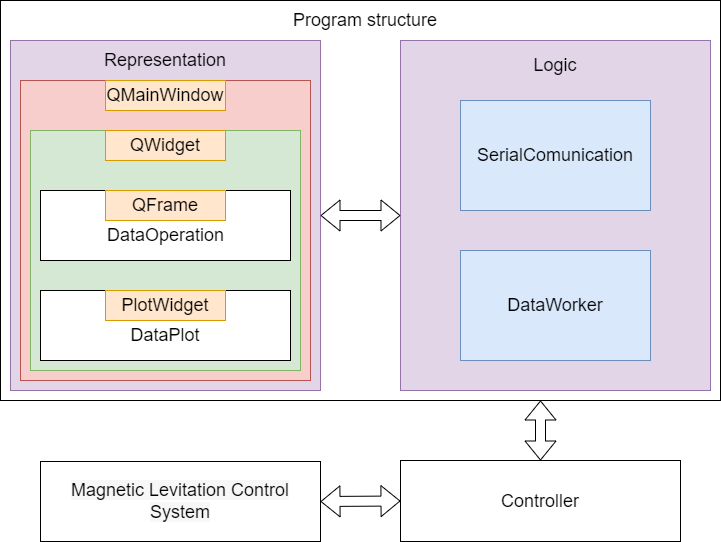 Program structure
Representation
QMainWindow
QWidget
QFrame
DataOperation
PlotWidget
DataPlot
Logic
SerialComunication
DataWorker
Magnetic Levitation Control
System
Controller